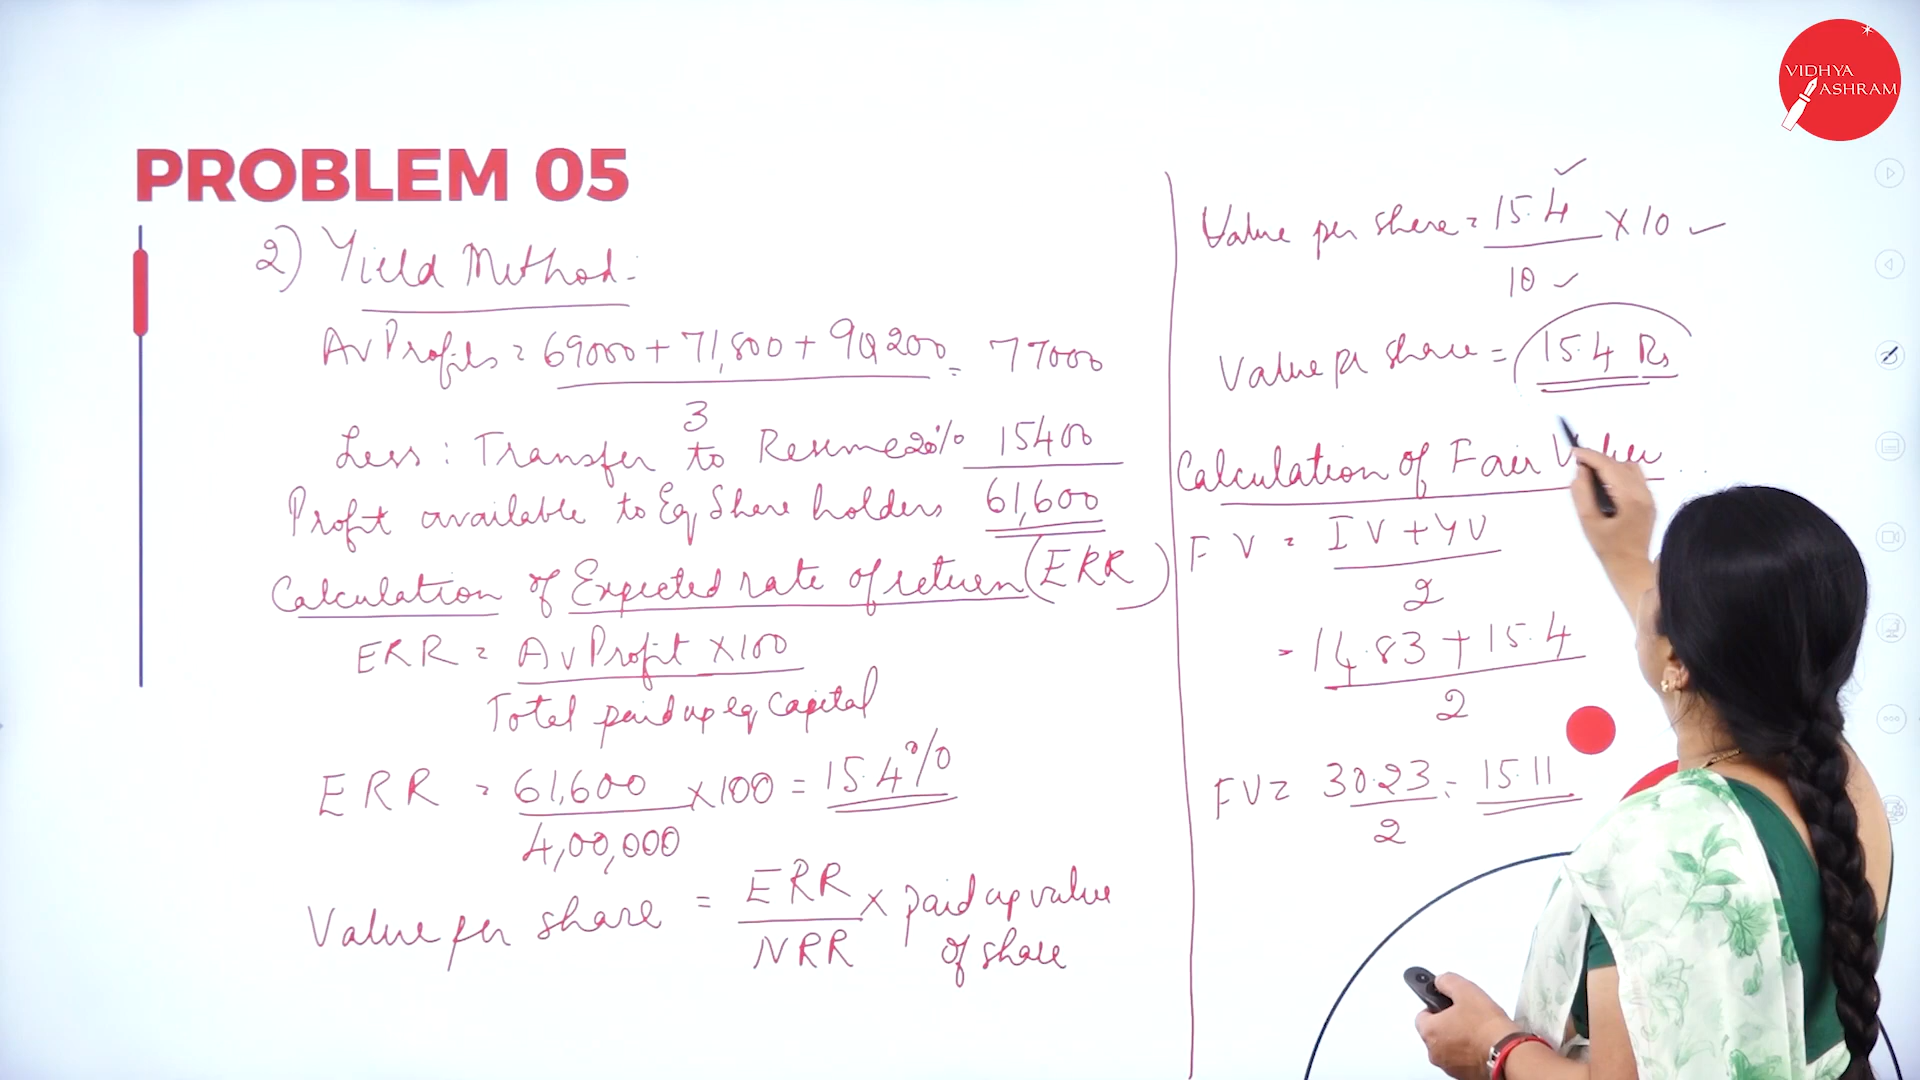 VIDHYA
ASHRAM
PROBLEM 05
2) Yield Method:
Av Profits = 69000 + 71,800 + 90,200 = 77000
3
Less : Transfer to Reserve 20% 15400
Profit available to Eq Share holders 61,600
Calculation of Expected rate of return (ERR)
ERR = Av Profit X100
Total paid up eq Capital
ERR = 61,600 X100 = 15.4%
4,00,000
Value per share = ERR X paid up value
NRR of share
Value per share = 15.4 X 10
10
Value per share = 15.4 Rs
Calculation of Fair
FV = IV + YV
2
= 14.83 + 15.4
2
FV = 30.23 = 15.11
2